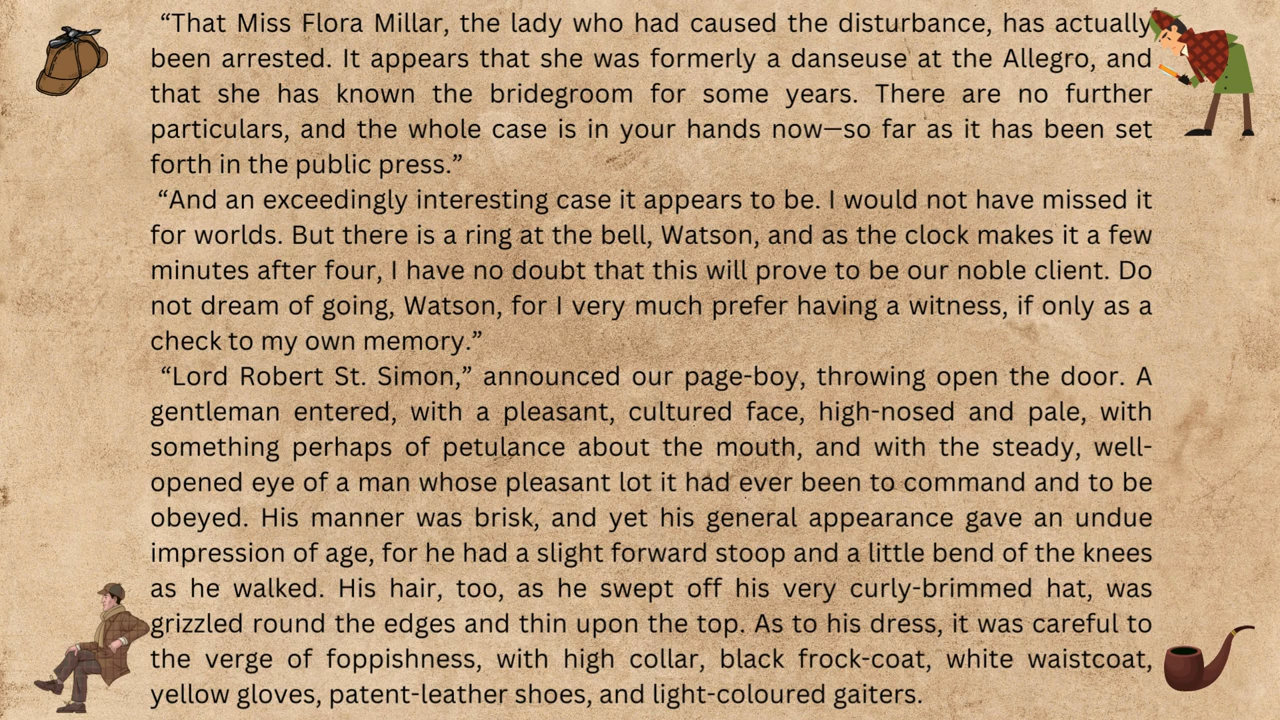 “That Miss Flora Millar, the lady who had caused the disturbance, has actually
been arrested. It appears that she was formerly a danseuse at the Allegro, and
that she has known the bridegroom for some years. There are no further
particulars, and the whole case is in your hands now—so far as it has been set
forth in the public press.”
“And an exceedingly interesting case it appears to be. I would not have missed it
for worlds. But there is a ring at the bell, Watson, and as the clock makes it a few
minutes after four, I have no doubt that this will prove to be our noble client. Do
not dream of going, Watson, for I very much prefer having a witness, if only as a
check to my own memory.”
“Lord Robert St. Simon,” announced our page-boy, throwing open the door. A
gentleman entered, with a pleasant, cultured face, high-nosed and pale, with
something perhaps of petulance about the mouth, and with the steady, well-
opened eye of a man whose pleasant lot it had ever been to command and to be
obeyed. His manner was brisk, and yet his general appearance gave an undue
impression of age, for he had a slight forward stoop and a little bend of the knees
as he walked. His hair, too, as he swept off his very curly-brimmed hat, was
grizzled round the edges and thin upon the top. As to his dress, it was careful to
the verge of foppishness, with high collar, black frock-coat, white waistcoat,
yellow gloves, patent-leather shoes, and light-coloured gaiters.